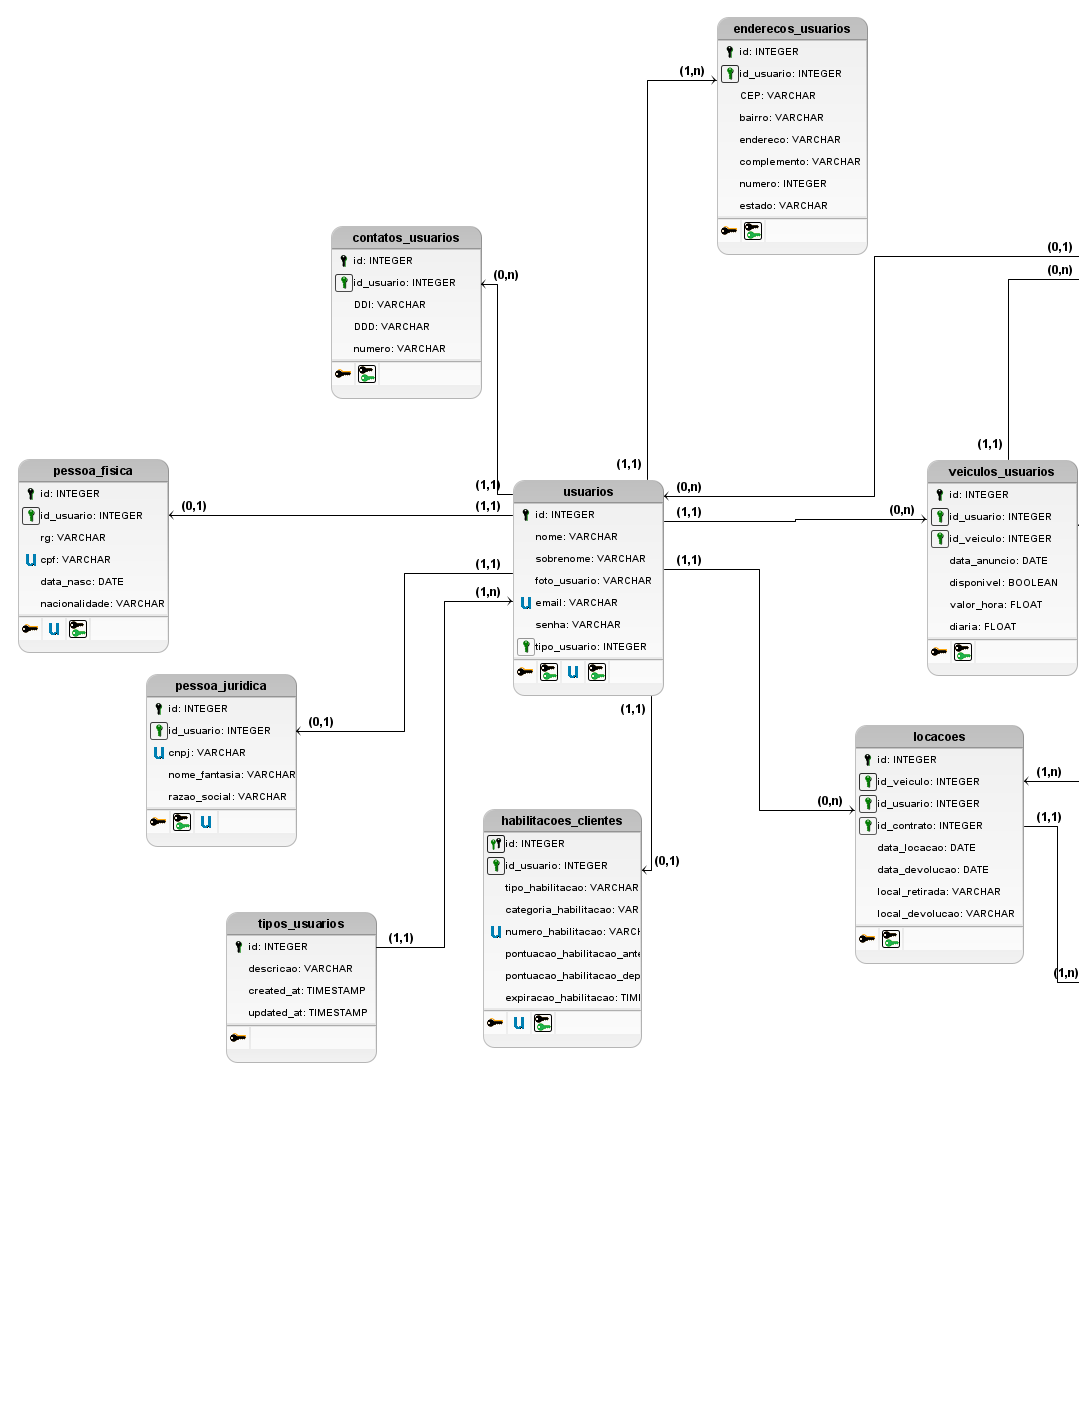 enderecos_usuarios
id: INTEGER
id_usuario: INTEGER
CEP: VARCHAR
bairro: VARCHAR
endereco: VARCHAR
complemento: VARCHAR
numero: INTEGER
estado: VARCHAR
(1,n)
(1,1)
contatos_usuarios
id: INTEGER
id_usuario: INTEGER
DDI: VARCHAR
DDD: VARCHAR
numero: VARCHAR
(0,n)
(1,1)
(0,1)
(0,n)
(1,1)
pessoa_fisica
id: INTEGER
id_usuario: INTEGER
rg: VARCHAR
u cpf: VARCHAR
data_nasc: DATE
nacionalidade: VARCHAR
u
(0,1)
(1,1)
usuarios
id: INTEGER
nome: VARCHAR
sobrenome: VARCHAR
foto_usuario: VARCHAR
u email: VARCHAR
senha: VARCHAR
tipo_usuario: INTEGER
u
(0,n)
(1,1)
(0,n)
(1,1)
(1,1)
(1,n)
(1,1)
veiculos_usuarios
id: INTEGER
id_usuario: INTEGER
id_veiculo: INTEGER
data_anuncio: DATE
disponivel: BOOLEAN
valor_hora: FLOAT
diaria: FLOAT
pessoa_juridica
id: INTEGER
id_usuario: INTEGER
u cnpj: VARCHAR
nome_fantasia: VARCHAR
razao_social: VARCHAR
u
(0,1)
locacoes
id: INTEGER
id_veiculo: INTEGER
id_usuario: INTEGER
id_contrato: INTEGER
data_locacao: DATE
data_devolucao: DATE
local_retirada: VARCHAR
local_devolucao: VARCHAR
(0,n)
(1,n)
(1,1)
(1,n)
habilitacoes_clientes
id: INTEGER
id_usuario: INTEGER
tipo_habilitacao: VARCHAR
categoria_habilitacao: VAR
u numero_habilitacao: VARCH
pontuacao_habilitacao_ante
pontuacao_habilitacao_dep
expiracao_habilitacao: TIMI
u
(0,1)
tipos_usuarios
id: INTEGER
descricao: VARCHAR
created_at: TIMESTAMP
updated_at: TIMESTAMP
(1,1)